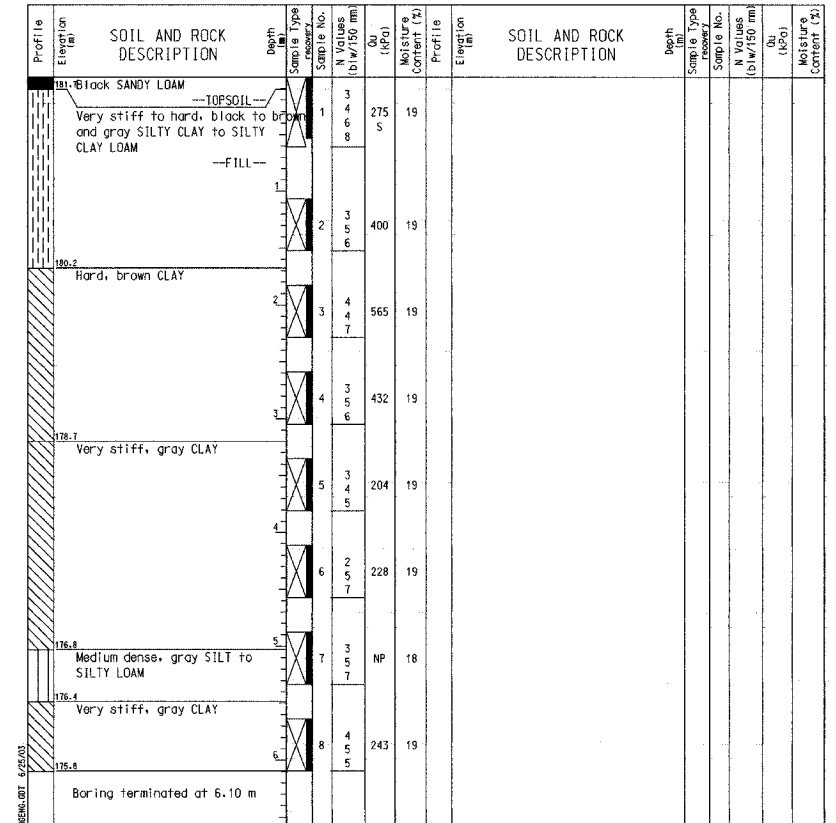 Profile
Elevation (m)
SOIL AND ROCK DESCRIPTION
Depth (m)
Sample Type recovery
Sample No.
N Values (blw/150 mm)
Qu (kPa)
Moisture Content (%)
Profile
Elevation (m)
SOIL AND ROCK DESCRIPTION
Depth (m)
Sample Type recovery
Sample No.
N Values (blw/150 mm)
Qu (kPa)
Moisture Content (%)
Black SANDY LOAM
--TOPSOIL--
Very stiff to hard, black to brown
and gray SILTY CLAY to SILTY
CLAY LOAM
--FILL--
1
3
4
6
8
275
S
19
1
2
3
5
6
400
19
180.2
Hard, brown CLAY
2
3
4
4
7
565
19
4
3
5
6
432
19
3
178.7
Very stiff, gray CLAY
5
3
4
5
204
19
4
6
2
5
7
228
19
5
176.8
Medium dense, gray SILT to
SILTY LOAM
7
3
5
7
NP
18
176.4
Very stiff, gray CLAY
8
4
5
5
243
19
6
175.6
Boring terminated at 6.10 m
6/25/03